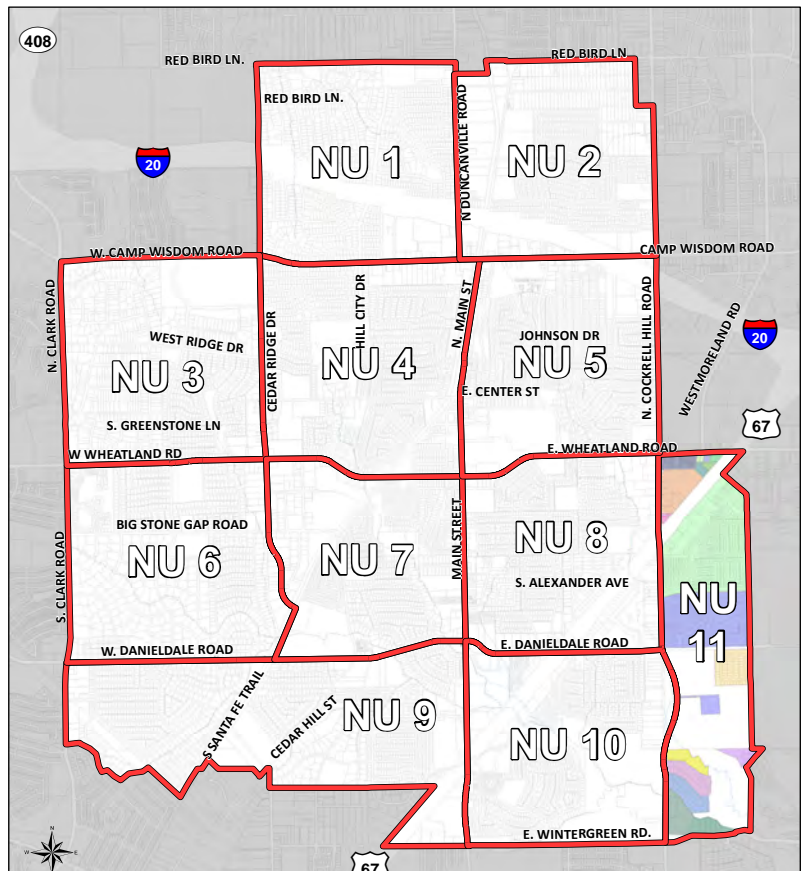 RED BIRD LN.
RED BIRD LN
408
RED BIRD LN.
N DUNCANVILLE ROAD
NU 1
NU 2
20
W. CAMP WISDOM ROAD
CAMP WISDOM ROAD
N. CLARK ROAD
HILL CITY DR
N. MAIN ST
N. COCKRELL HILL ROAD
WESTMORELAND RD
20
WEST RIDGE DR
CEDAR RIDGE DR
JOHNSON DR
NU 3
NU 4
NU 5
E. CENTER ST
S. GREENSTONE LN
67
W WHEATLAND RD
E. WHEATLAND ROAD
BIG STONE GAP ROAD
MAIN STREET
NU 6
NU 7
NU 8
S. CLARK ROAD
S. ALEXANDER AVE
NU
11
W. DANIELDALE ROAD
E. DANIELDALE ROAD
S SANTA FE TRAIL
CEDAR HILL ST
NU 9
NU 10
E. WINTERGREEN RD.
N
W
E
67